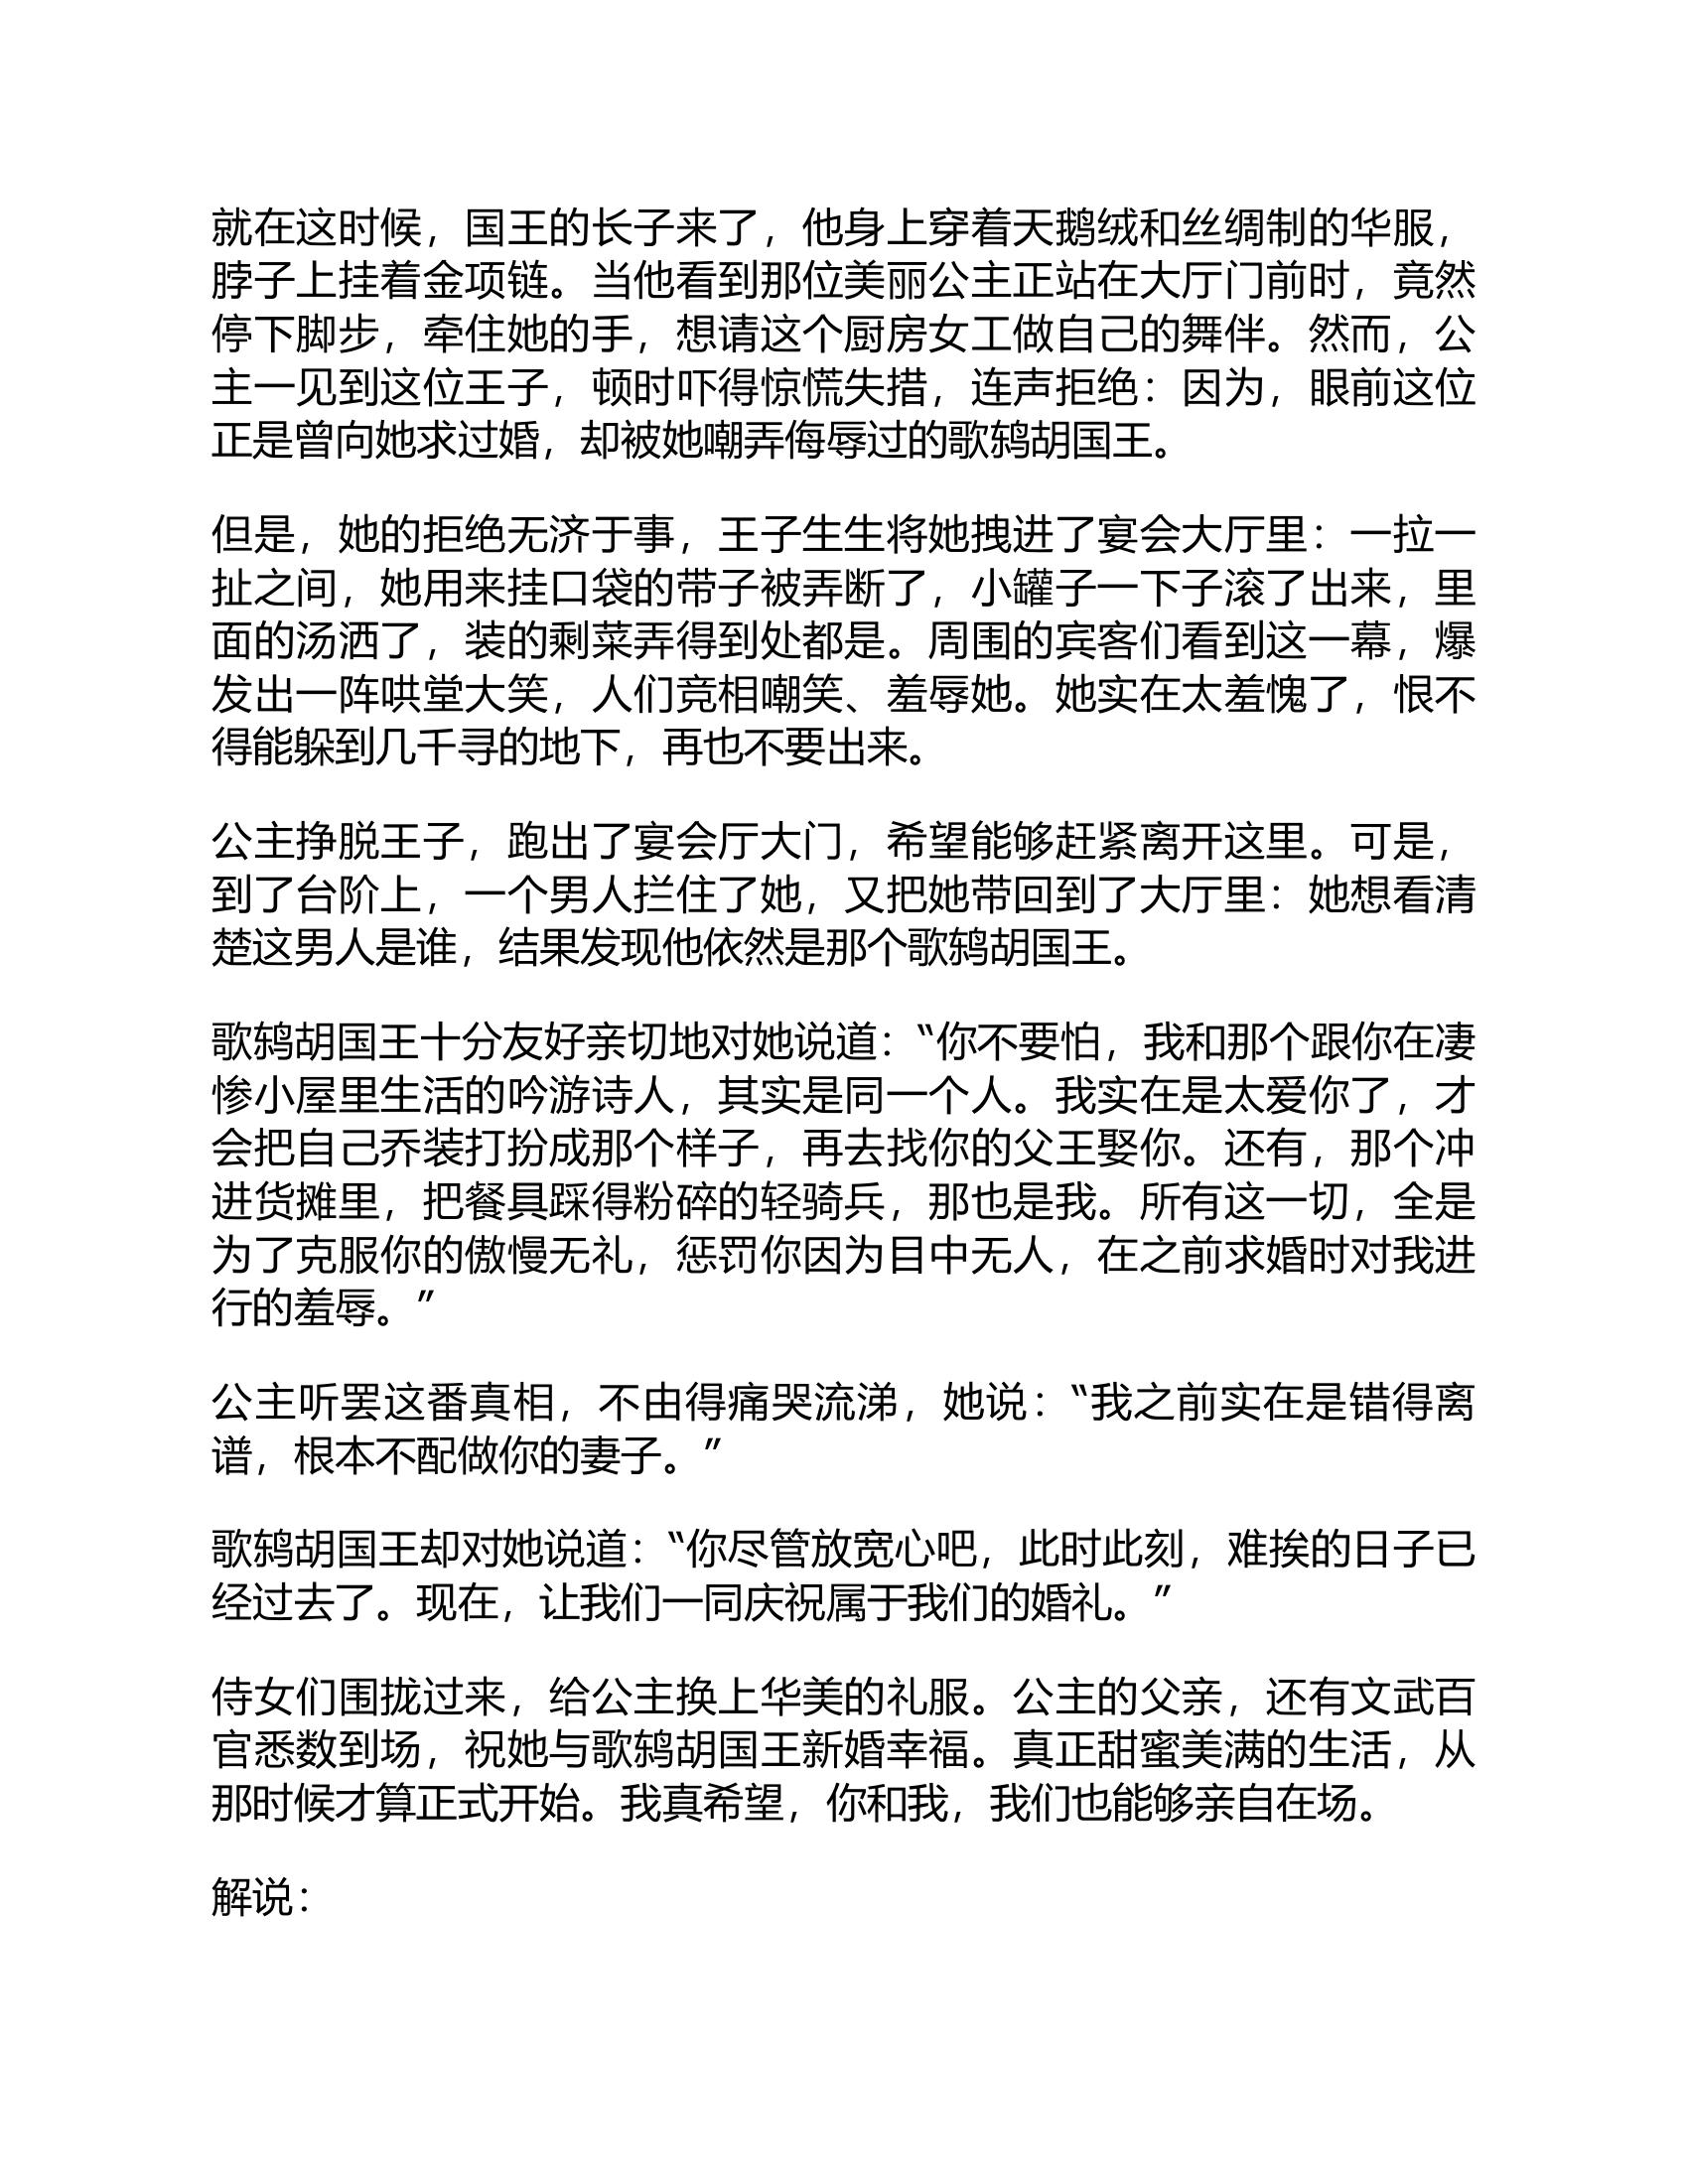 就在这时候，国王的长子来了，他身上穿着天鹅绒和丝绸制的华服，
脖子上挂着金项链。当他看到那位美丽公主正站在大厅门前时，竟然
停下脚步，牵住她的手，想请这个厨房女工做自己的舞伴。然而，公
主一见到这位王子，顿时吓得惊慌失措，连声拒绝：因为，眼前这位
正是曾向她求过婚，却被她嘲弄侮辱过的歌鸫胡国王。
但是，她的拒绝无济于事，王子生生将她拽进了宴会大厅里：一拉一
扯之间，她用来挂口袋的带子被弄断了，小罐子一下子滚了出来，里
面的汤洒了，装的剩菜弄得到处都是。周围的宾客们看到这一幕，爆
发出一阵哄堂大笑，人们竞相嘲笑、羞辱她。她实在太羞愧了，恨不
得能躲到几千寻的地下，再也不要出来。
公主挣脱王子，跑出了宴会厅大门，希望能够赶紧离开这里。可是，
到了台阶上，一个男人拦住了她，又把她带回到了大厅里：她想看清
楚这男人是谁，结果发现他依然是那个歌鸫胡国王。
歌鸫胡国王十分友好亲切地对她说道：“你不要怕，我和那个跟你在凄
惨小屋里生活的吟游诗人，其实是同一个人。我实在是太爱你了，才
会把自己乔装打扮成那个样子，再去找你的父王娶你。还有，那个冲
进货摊里，把餐具踩得粉碎的轻骑兵，那也是我。所有这一切，全是
为了克服你的傲慢无礼，惩罚你因为目中无人，在之前求婚时对我进
行的羞辱。”
公主听罢这番真相，不由得痛哭流涕，她说：“我之前实在是错得离
谱，根本不配做你的妻子。”
歌鸫胡国王却对她说道：“你尽管放宽心吧，此时此刻，难挨的日子已
经过去了。现在，让我们一同庆祝属于我们的婚礼。”
侍女们围拢过来，给公主换上华美的礼服。公主的父亲，还有文武百
官悉数到场，祝她与歌鸫胡国王新婚幸福。真正甜蜜美满的生活，从
那时候才算正式开始。我真希望，你和我，我们也能够亲自在场。
解说：